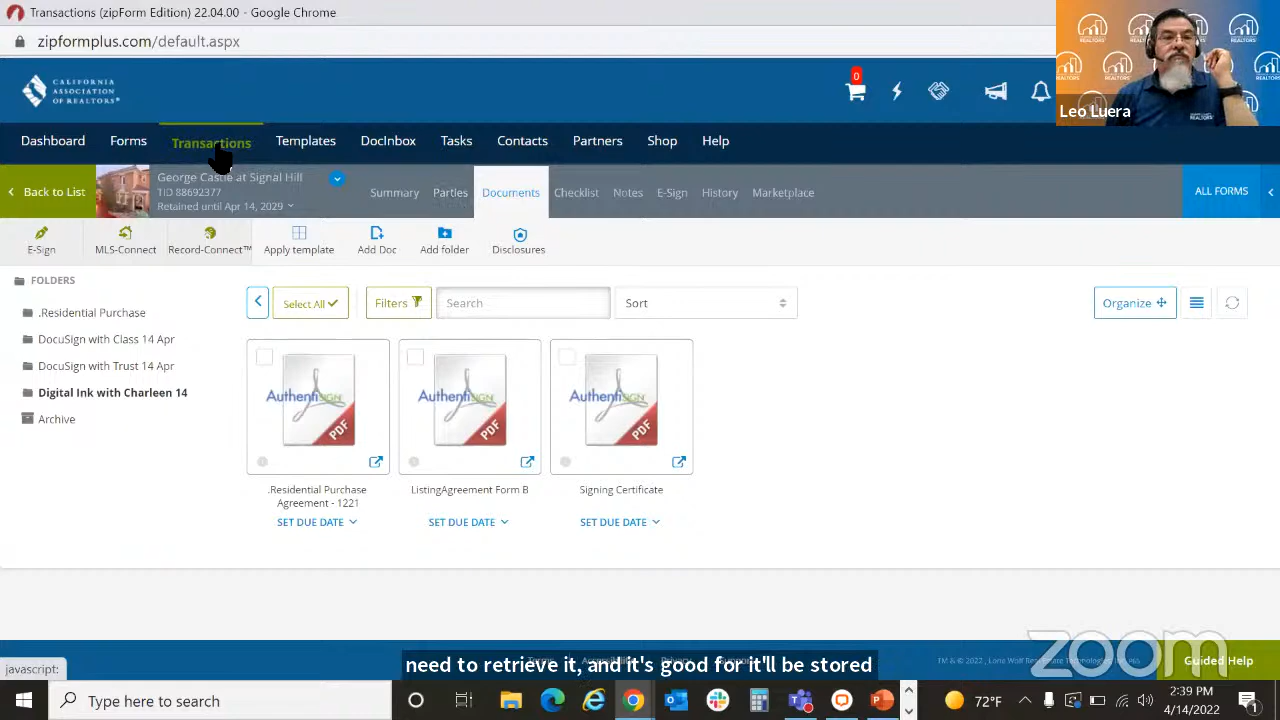 Transactions (zipForm Edition) 22.04.00 - Google Chrome
zipformplus.com/default.aspx
CALIFORNIA
ASSOCIATION
OF REALTORS®
0
REALTORS®
Leo Luera
Dashboard Forms Transactions Templates DocInbox Tasks Contacts Partners Shop Help
Back to List
George Castle at Signal Hill
TID 88692377
Retained until Apr 14, 2029
Summary Parties Documents Checklist Notes E-Sign History Marketplace
ALL FORMS
E-Sign MLS-Connect Record-Connect™ Apply template Add Doc Add folder Disclosures
FOLDERS
.Residential Purchase
DocuSign with Class 14 Apr
DocuSign with Trust 14 Apr
Digital Ink with Charleen 14
Archive
Select All Filters Search Sort Organize
AuthentiSIGN PDF
AuthentiSIGN PDF
AuthentiSIGN PDF
.Residential Purchase
Agreement - 1221
ListingAgreement Form B
Signing Certificate
SET DUE DATE
SET DUE DATE
SET DUE DATE
zoom
javascript:
need to retrieve it, and it's good for it'll be stored
Guided Help
Type here to search
72°F
2:39 PM
4/14/2022
1